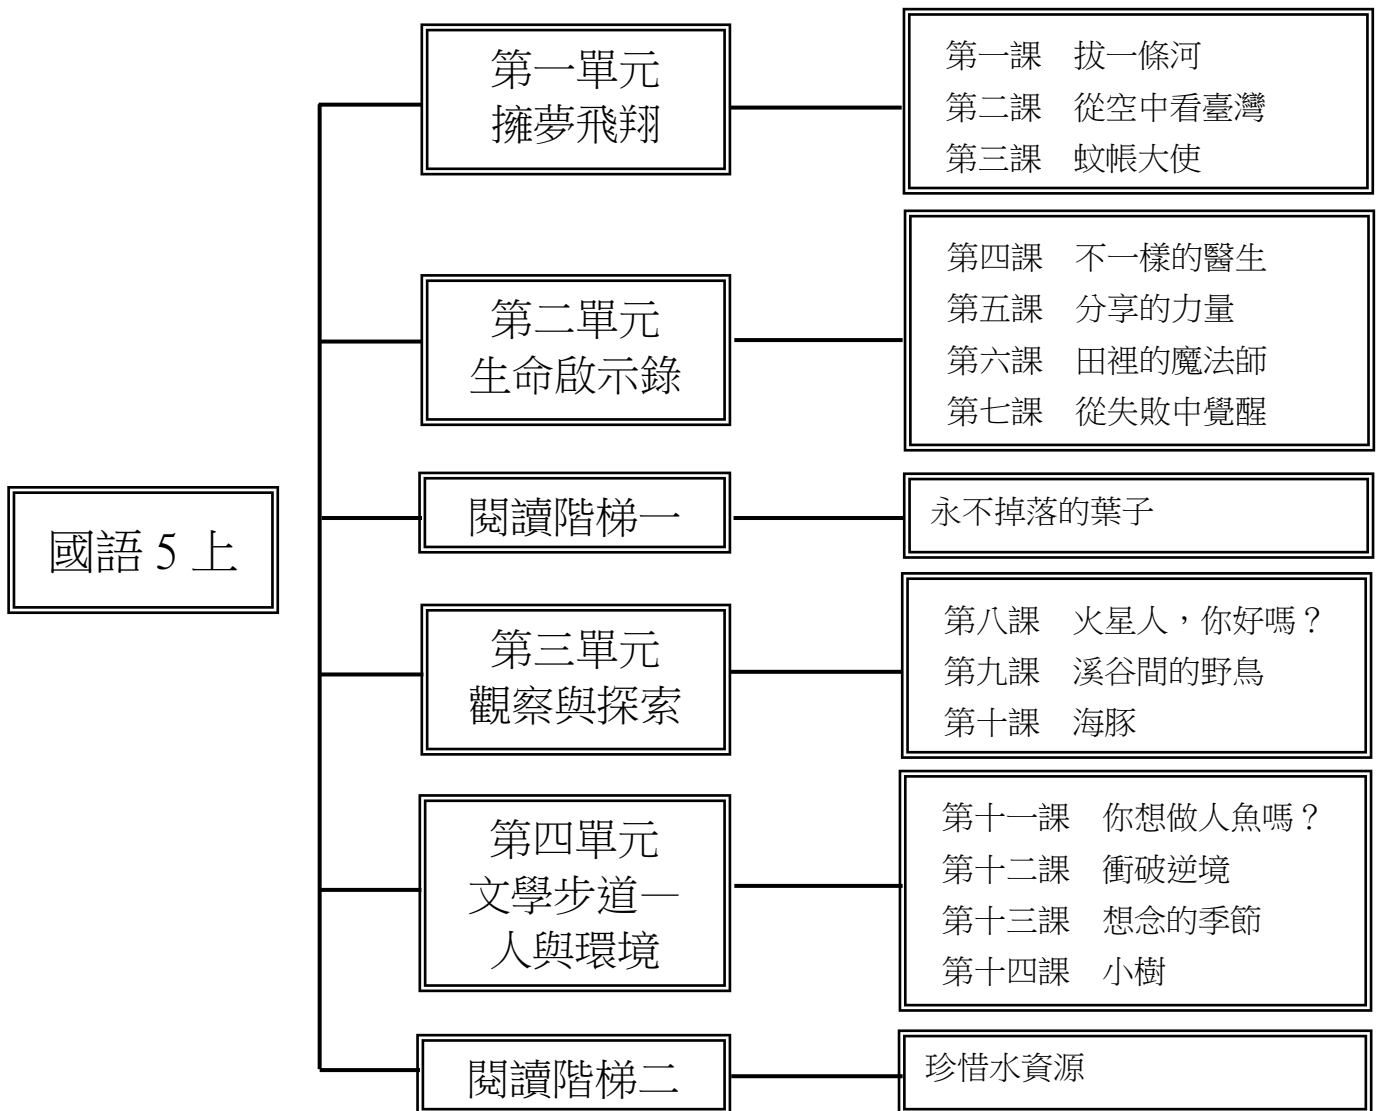 國語 5 上
第一單元
擁夢飛翔
第一課 拔一條河
第二課 從空中看臺灣
第三課 蚊帳大使
第二單元
生命啟示錄
第四課 不一樣的醫生
第五課 分享的力量
第六課 田裡的魔法師
第七課 從失敗中覺醒
閱讀階梯一
永不掉落的葉子
第三單元
觀察與探索
第八課 火星人，你好嗎？
第九課 溪谷間的野鳥
第十課 海豚
第四單元
文學步道—
人與環境
第十一課 你想做人魚嗎？
第十二課 衝破逆境
第十三課 想念的季節
第十四課 小樹
閱讀階梯二
珍惜水資源